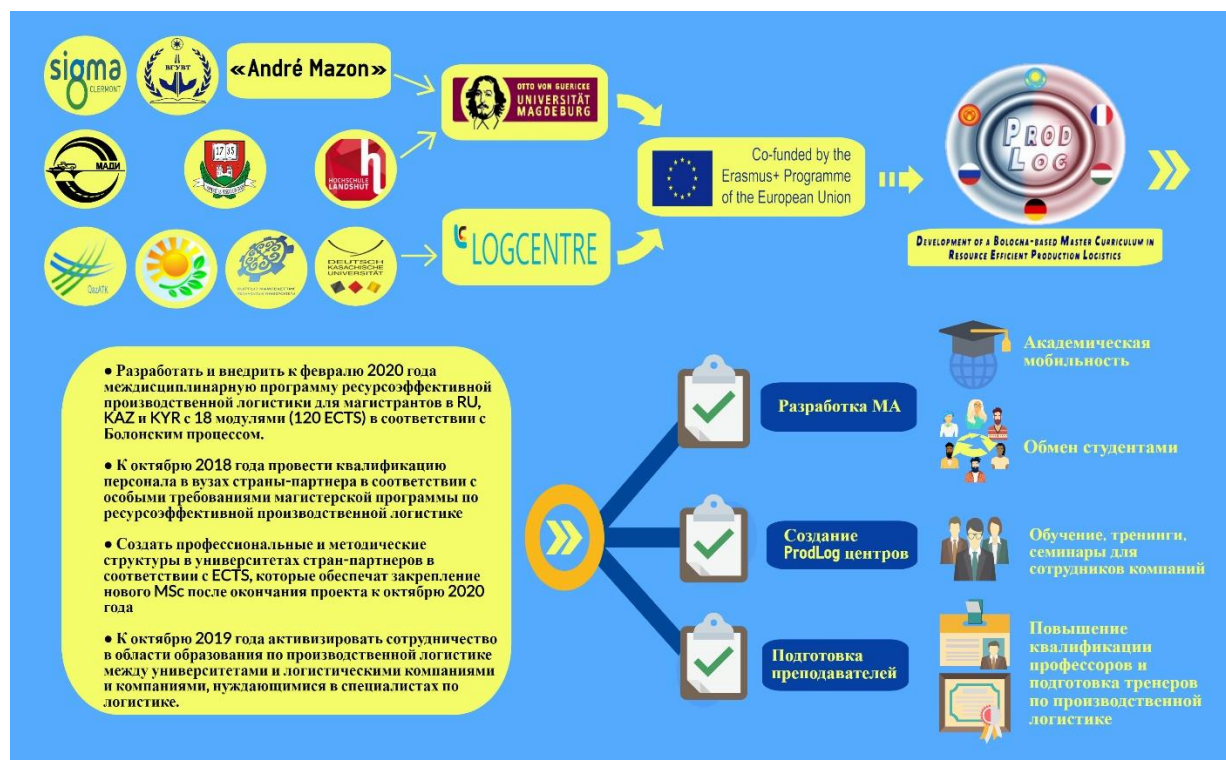 sigma
CLERMONT
ВГУВТ
«André Mazon»
OTTO VON GUERICKE
UNIVERSITÄT
MAGDEBURG
МАДИ
1735
HOCHSCHULE
LANDSHUT
Co-funded by the
Erasmus+ Programme
of the European Union
PROD
LOG
DEVELOPMENT OF A BOLOGNA-BASED MASTER CURRICULUM IN
RESOURCE EFFICIENT PRODUCTION LOGISTICS
QazATK
DEUTSCH
KASACHISCHE
UNIVERSITÄT
LOGCENTRE
● Разработать и внедрить к февралю 2020 года
междисциплинарную программу ресурсоэффективной
производственной логистики для магистрантов в RU,
KAZ и KYR с 18 модулями (120 ECTS) в соответствии с
Болонским процессом.
● К октябрю 2018 года провести квалификацию
персонала в вузах страны-партнера в соответствии с
особыми требованиями магистерской программы по
ресурсоэффективной производственной логистике
● Создать профессиональные и методические
структуры в университетах стран-партнеров в
соответствии с ECTS, которые обеспечат закрепление
нового MSc после окончания проекта к октябрю 2020
года
● К октябрю 2019 года активизировать сотрудничество
в области образования по производственной логистике
между университетами и логистическими компаниями
и компаниями, нуждающимися в специалистах по
логистике.
Разработка МА
Создание
ProdLog центров
Подготовка
преподавателей
Академическая
мобильность
Обмен студентами
Обучение, тренинги,
семинары для
сотрудников компаний
Повышение
квалификации
профессоров и
подготовка тренеров
по производственной
логистике